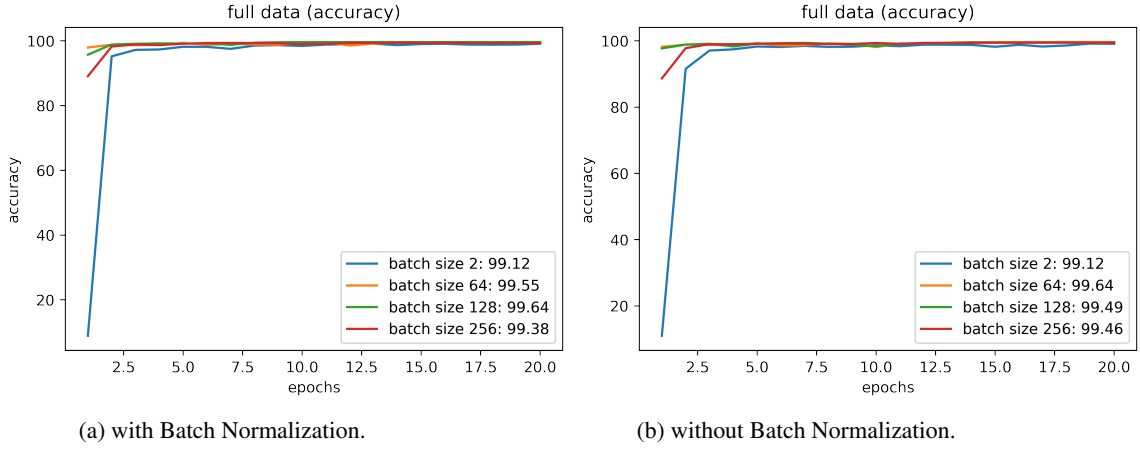 full data (accuracy)
100
80
60
40
20
accuracy
batch size 2: 99.12
batch size 64: 99.55
batch size 128: 99.64
batch size 256: 99.38
2.5 5.0 7.5 10.0 12.5 15.0 17.5 20.0
epochs
(a) with Batch Normalization.
full data (accuracy)
100
80
60
40
20
accuracy
batch size 2: 99.12
batch size 64: 99.64
batch size 128: 99.49
batch size 256: 99.46
2.5 5.0 7.5 10.0 12.5 15.0 17.5 20.0
epochs
(b) without Batch Normalization.